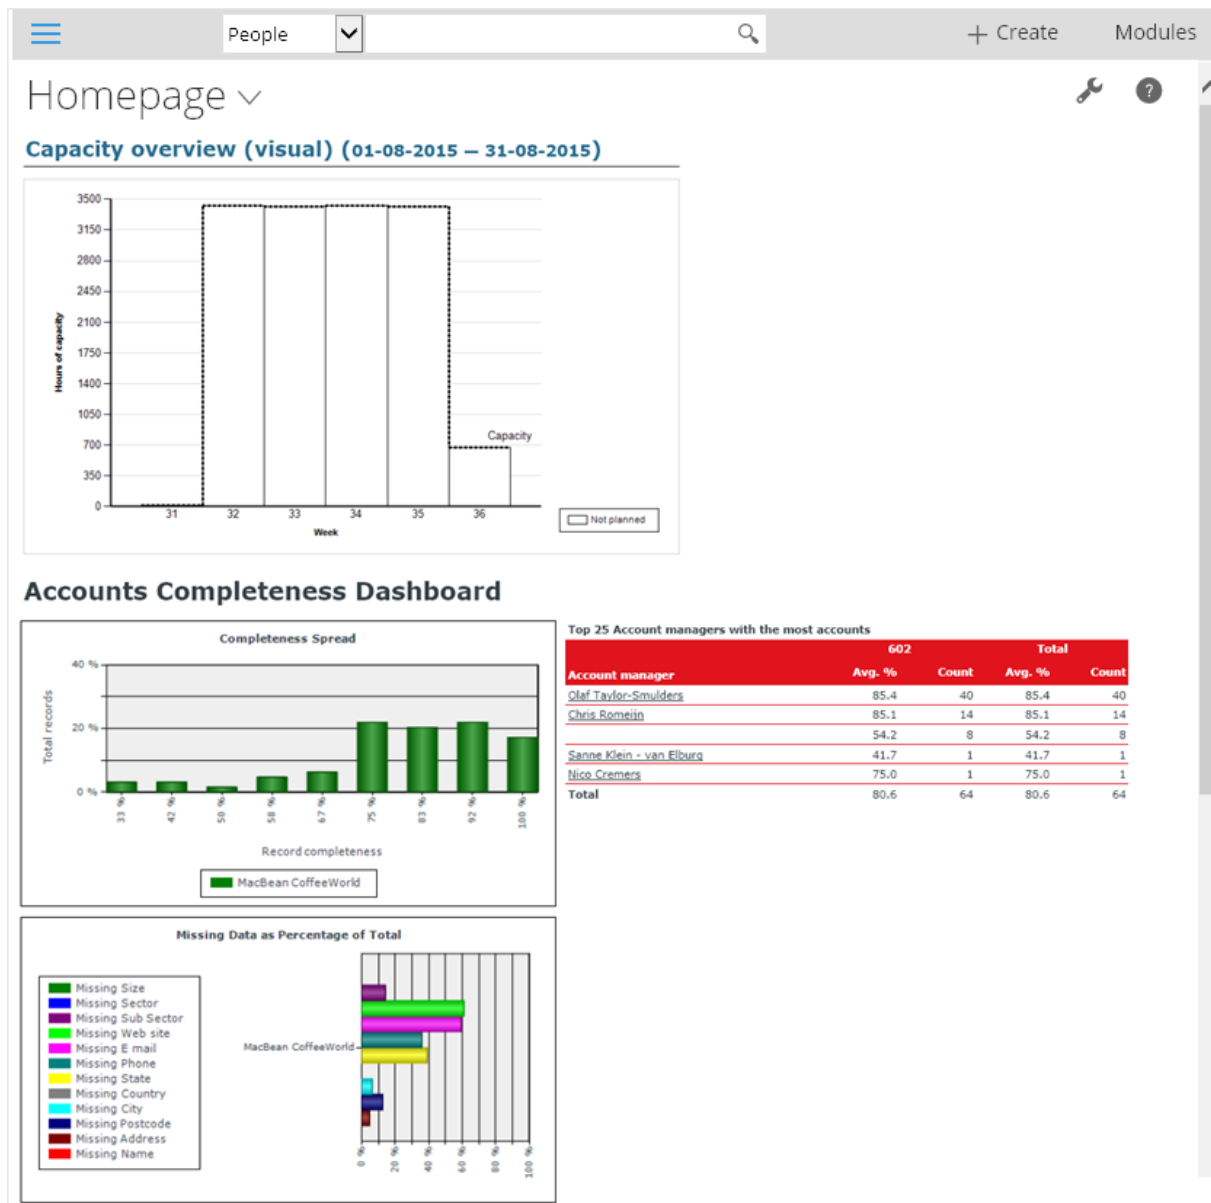 People
+ Create
Modules
Homepage
?
Capacity overview (visual) (01-08-2015 — 31-08-2015)
3500
3150
2800
2450
2100
1750
1400
1050
700
350
0
Hours of capacity
Capacity
31 32 33 34 35 36
Week
Not planned
Accounts Completeness Dashboard
Completeness Spread
40 %
20 %
0 %
Total records
33 % 42 % 50 % 58 % 67 % 75 % 83 % 92 % 100 %
Record completeness
MacBean CoffeeWorld
Top 25 Account managers with the most accounts
602 Total
Account manager Avg. % Count Avg. % Count
Olaf Taylor-Smulders 85.4 40 85.4 40
Chris Romeijn 85.1 14 85.1 14
54.2 8 54.2 8
Sanne Klein - van Elburg 41.7 1 41.7 1
Nico Cremers 75.0 1 75.0 1
Total 80.6 64 80.6 64
Missing Data as Percentage of Total
Missing Size
Missing Sector
Missing Sub Sector
Missing Web site
Missing E mail
Missing Phone
Missing State
Missing Country
Missing City
Missing Postcode
Missing Address
Missing Name
MacBean CoffeeWorld
0 % 20 % 40 % 60 % 80 % 100 %